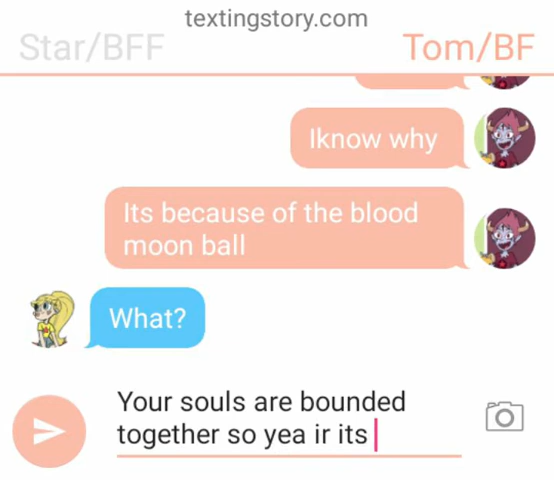 textingstory.com
Star/BFF
Tom/BF
Iknow why
Its because of the blood
moon ball
What?
Your souls are bounded
together so yea ir its